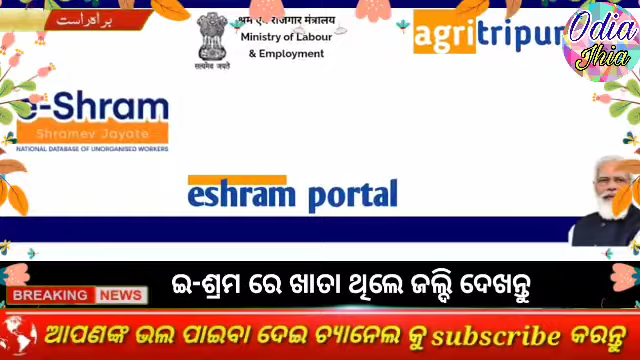 براہ راست
श्रम एवं रोजगार मंत्रालय
Ministry of Labour
& Employment
सत्यमेव जयते
agritripur
Odia
Jhia
e-Shram
Shramev Jayate
NATIONAL DATABASE OF UNORGANISED WORKERS
eshram portal
ଇ-ଶ୍ରମ ରେ ଖାତା ଥିଲେ ଜଲ୍ଦି ଦେଖନ୍ତୁ
BREAKING NEWS
ଆପଣଙ୍କ ଭଲ ପାଇବା ଦେଇ ଚ୍ୟାନେଲ କୁ subscribe କରନ୍ତୁ